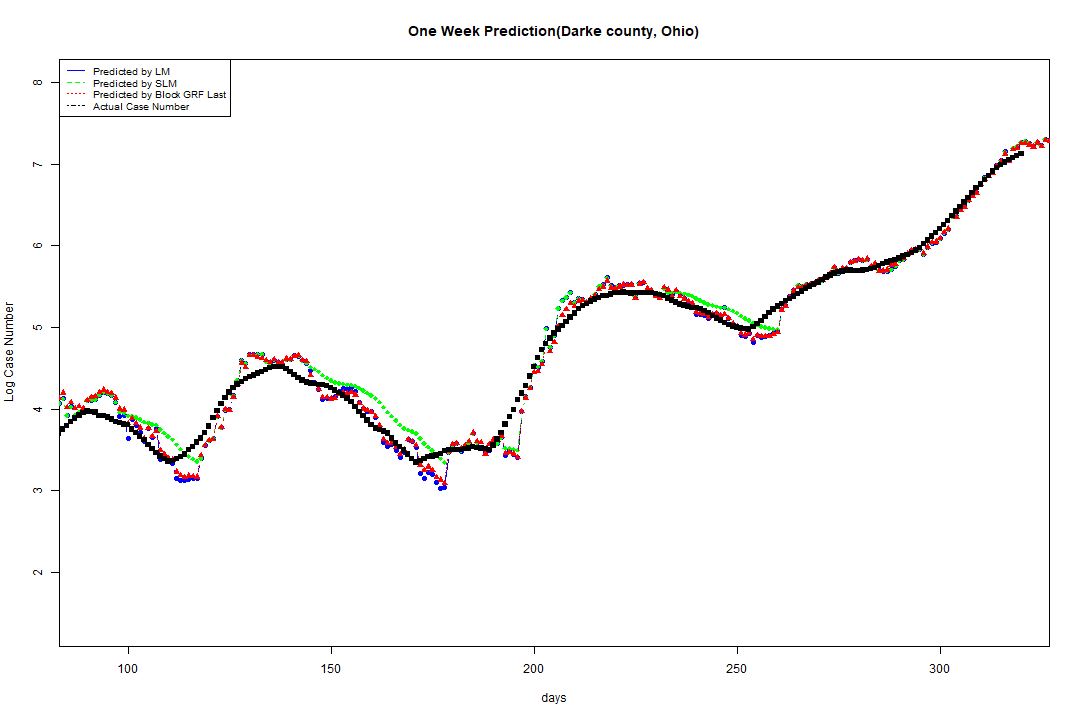 One Week Prediction(Darke county, Ohio)
Predicted by LM
Predicted by SLM
Predicted by Block GRF Last
Actual Case Number
8
7
6
5
4
3
2
Log Case Number
100 150 200 250 300
days